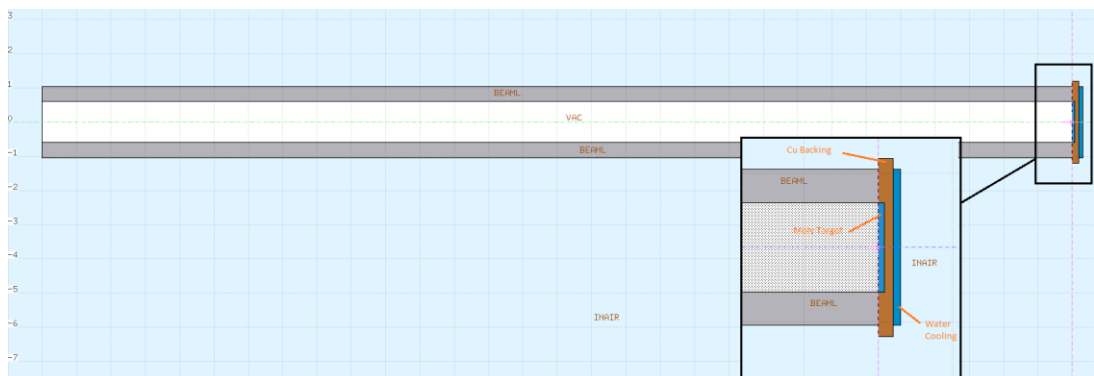 3
2
1
BEAML
0
VAC
-1
BEAML
Cu Backing
-2
BEAML
-3
Moly Target
-4
INAIR
-5
BEAML
INAIR
-6
Water
Cooling
-7